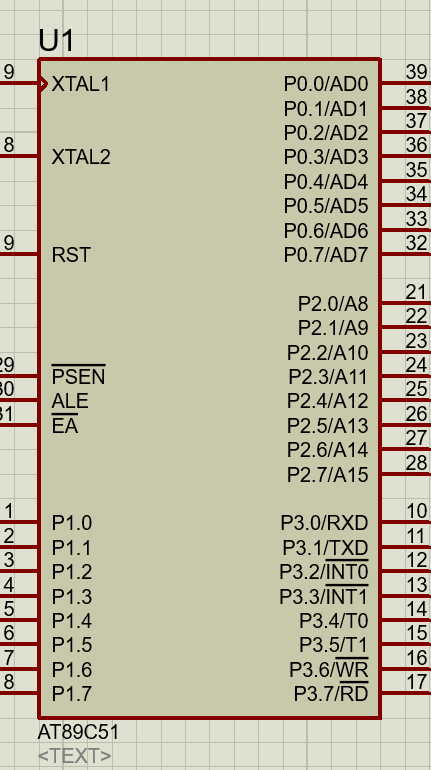 U1
9 XTAL1 P0.0/AD0 39
P0.1/AD1 38
P0.2/AD2 37
8 XTAL2 P0.3/AD3 36
P0.4/AD4 35
P0.5/AD5 34
P0.6/AD6 33
9 RST P0.7/AD7 32
P2.0/A8 21
P2.1/A9 22
P2.2/A10 23
29 PSEN P2.3/A11 24
30 ALE P2.4/A12 25
31 EA P2.5/A13 26
P2.6/A14 27
P2.7/A15 28
1 P1.0 P3.0/RXD 10
2 P1.1 P3.1/TXD 11
3 P1.2 P3.2/INT0 12
4 P1.3 P3.3/INT1 13
5 P1.4 P3.4/T0 14
6 P1.5 P3.5/T1 15
7 P1.6 P3.6/WR 16
8 P1.7 P3.7/RD 17
AT89C51
<TEXT>